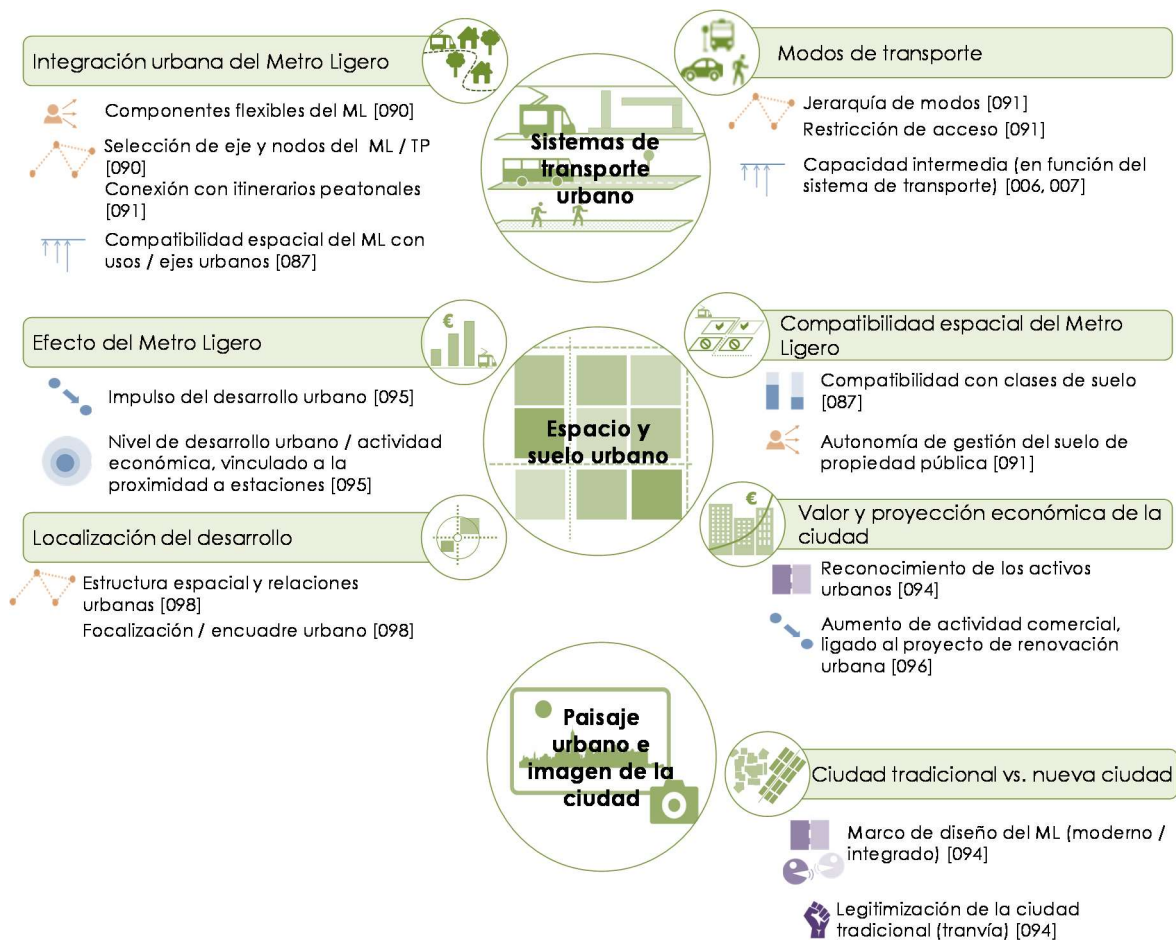 Integración urbana del Metro Ligero
Componentes flexibles del ML [090]
Selección de eje y nodos del ML / TP
[090]
Conexión con itinerarios peatonales
[091]
Compatibilidad espacial del ML con
usos / ejes urbanos [087]
Sistemas de
transporte
urbano
Modos de transporte
Jerarquía de modos [091]
Restricción de acceso [091]
Capacidad intermedia (en función del
sistema de transporte) [006, 007]
Efecto del Metro Ligero
€
Impulso del desarrollo urbano [095]
Nivel de desarrollo urbano / actividad
económica, vinculado a la
proximidad a estaciones [095]
Localización del desarrollo
Estructura espacial y relaciones
urbanas [098]
Focalización / encuadre urbano [098]
Espacio y
suelo urbano
Compatibilidad espacial del Metro
Ligero
Compatibilidad con clases de suelo
[087]
Autonomía de gestión del suelo de
propiedad pública [091]
€
Valor y proyección económica de la
ciudad
Reconocimiento de los activos
urbanos [094]
Aumento de actividad comercial,
ligado al proyecto de renovación
urbana [096]
Paisaje
urbano e
imagen de la
ciudad
Ciudad tradicional vs. nueva ciudad
Marco de diseño del ML (moderno /
integrado) [094]
Legitimización de la ciudad
tradicional (tranvía) [094]